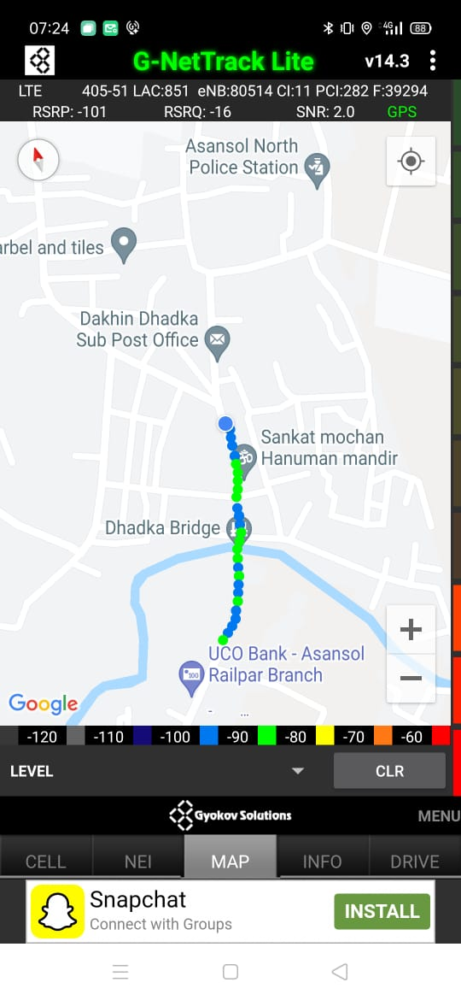 07:24 4G 88
G-NetTrack Lite v14.3
LTE 405-51 LAC:851 eNB:80514 CI:11 PCI:282 F:39294
RSRP: -101 RSRQ: -16 SNR: 2.0 GPS
Asansol North
Police Station
arbel and tiles
Dakhin Dhadka
Sub Post Office
Sankat mochan
Hanuman mandir
Dhadka Bridge
UCO Bank - Asansol
Railpar Branch
Google
-120 -110 -100 -90 -80 -70 -60
LEVEL CLR
Gyokov Solutions MENU
CELL NEI MAP INFO DRIVE
Snapchat
Connect with Groups
INSTALL